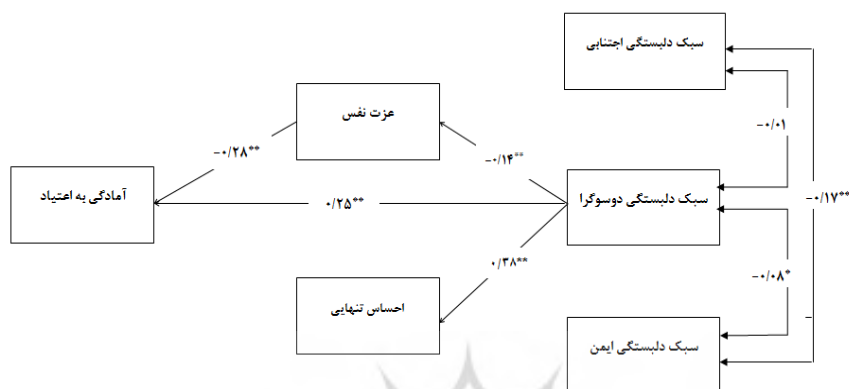 سبک دلبستگی اجتنابی
-۰/۰۱
عزت نفس
-۰/۲۸**
-۰/۱۴**
آمادگی به اعتیاد
۰/۲۵**
سبک دلبستگی دوسوگرا
-۰/۱۷**
۰/۳۸**
-۰/۰۸*
احساس تنهایی
سبک دلبستگی ایمن